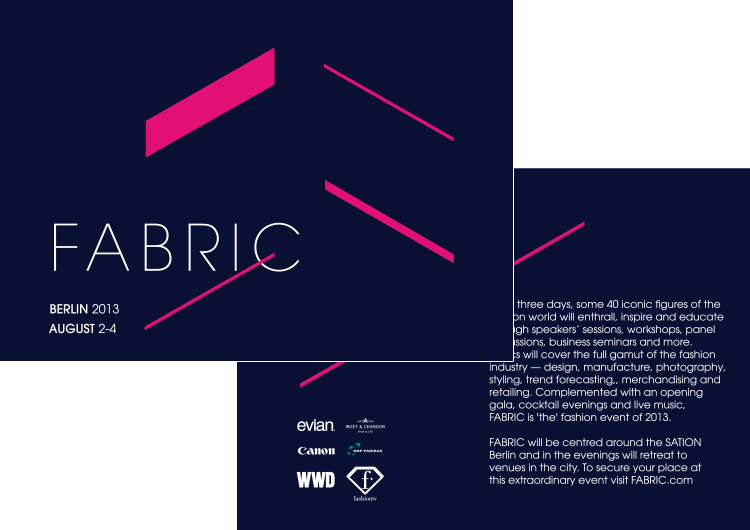 FABRIC
BERLIN 2013
AUGUST 2-4
three days, some 40 iconic figures of the
world will enthrall, inspire and educate
speakers' sessions, workshops, panel
business seminars and more.
will cover the full gamut of the fashion
industry — design, manufacture, photography,
styling, trend forecasting,, merchandising and
retailing. Complemented with an opening
gala, cocktail evenings and live music,
FABRIC is 'the' fashion event of 2013.
FABRIC will be centred around the SATION
Berlin and in the evenings will retreat to
venues in the city. To secure your place at
this extraordinary event visit FABRIC.com
evian.
MOËT & CHANDON
Canon
BNP PARIBAS
WWD
f
fashiontv